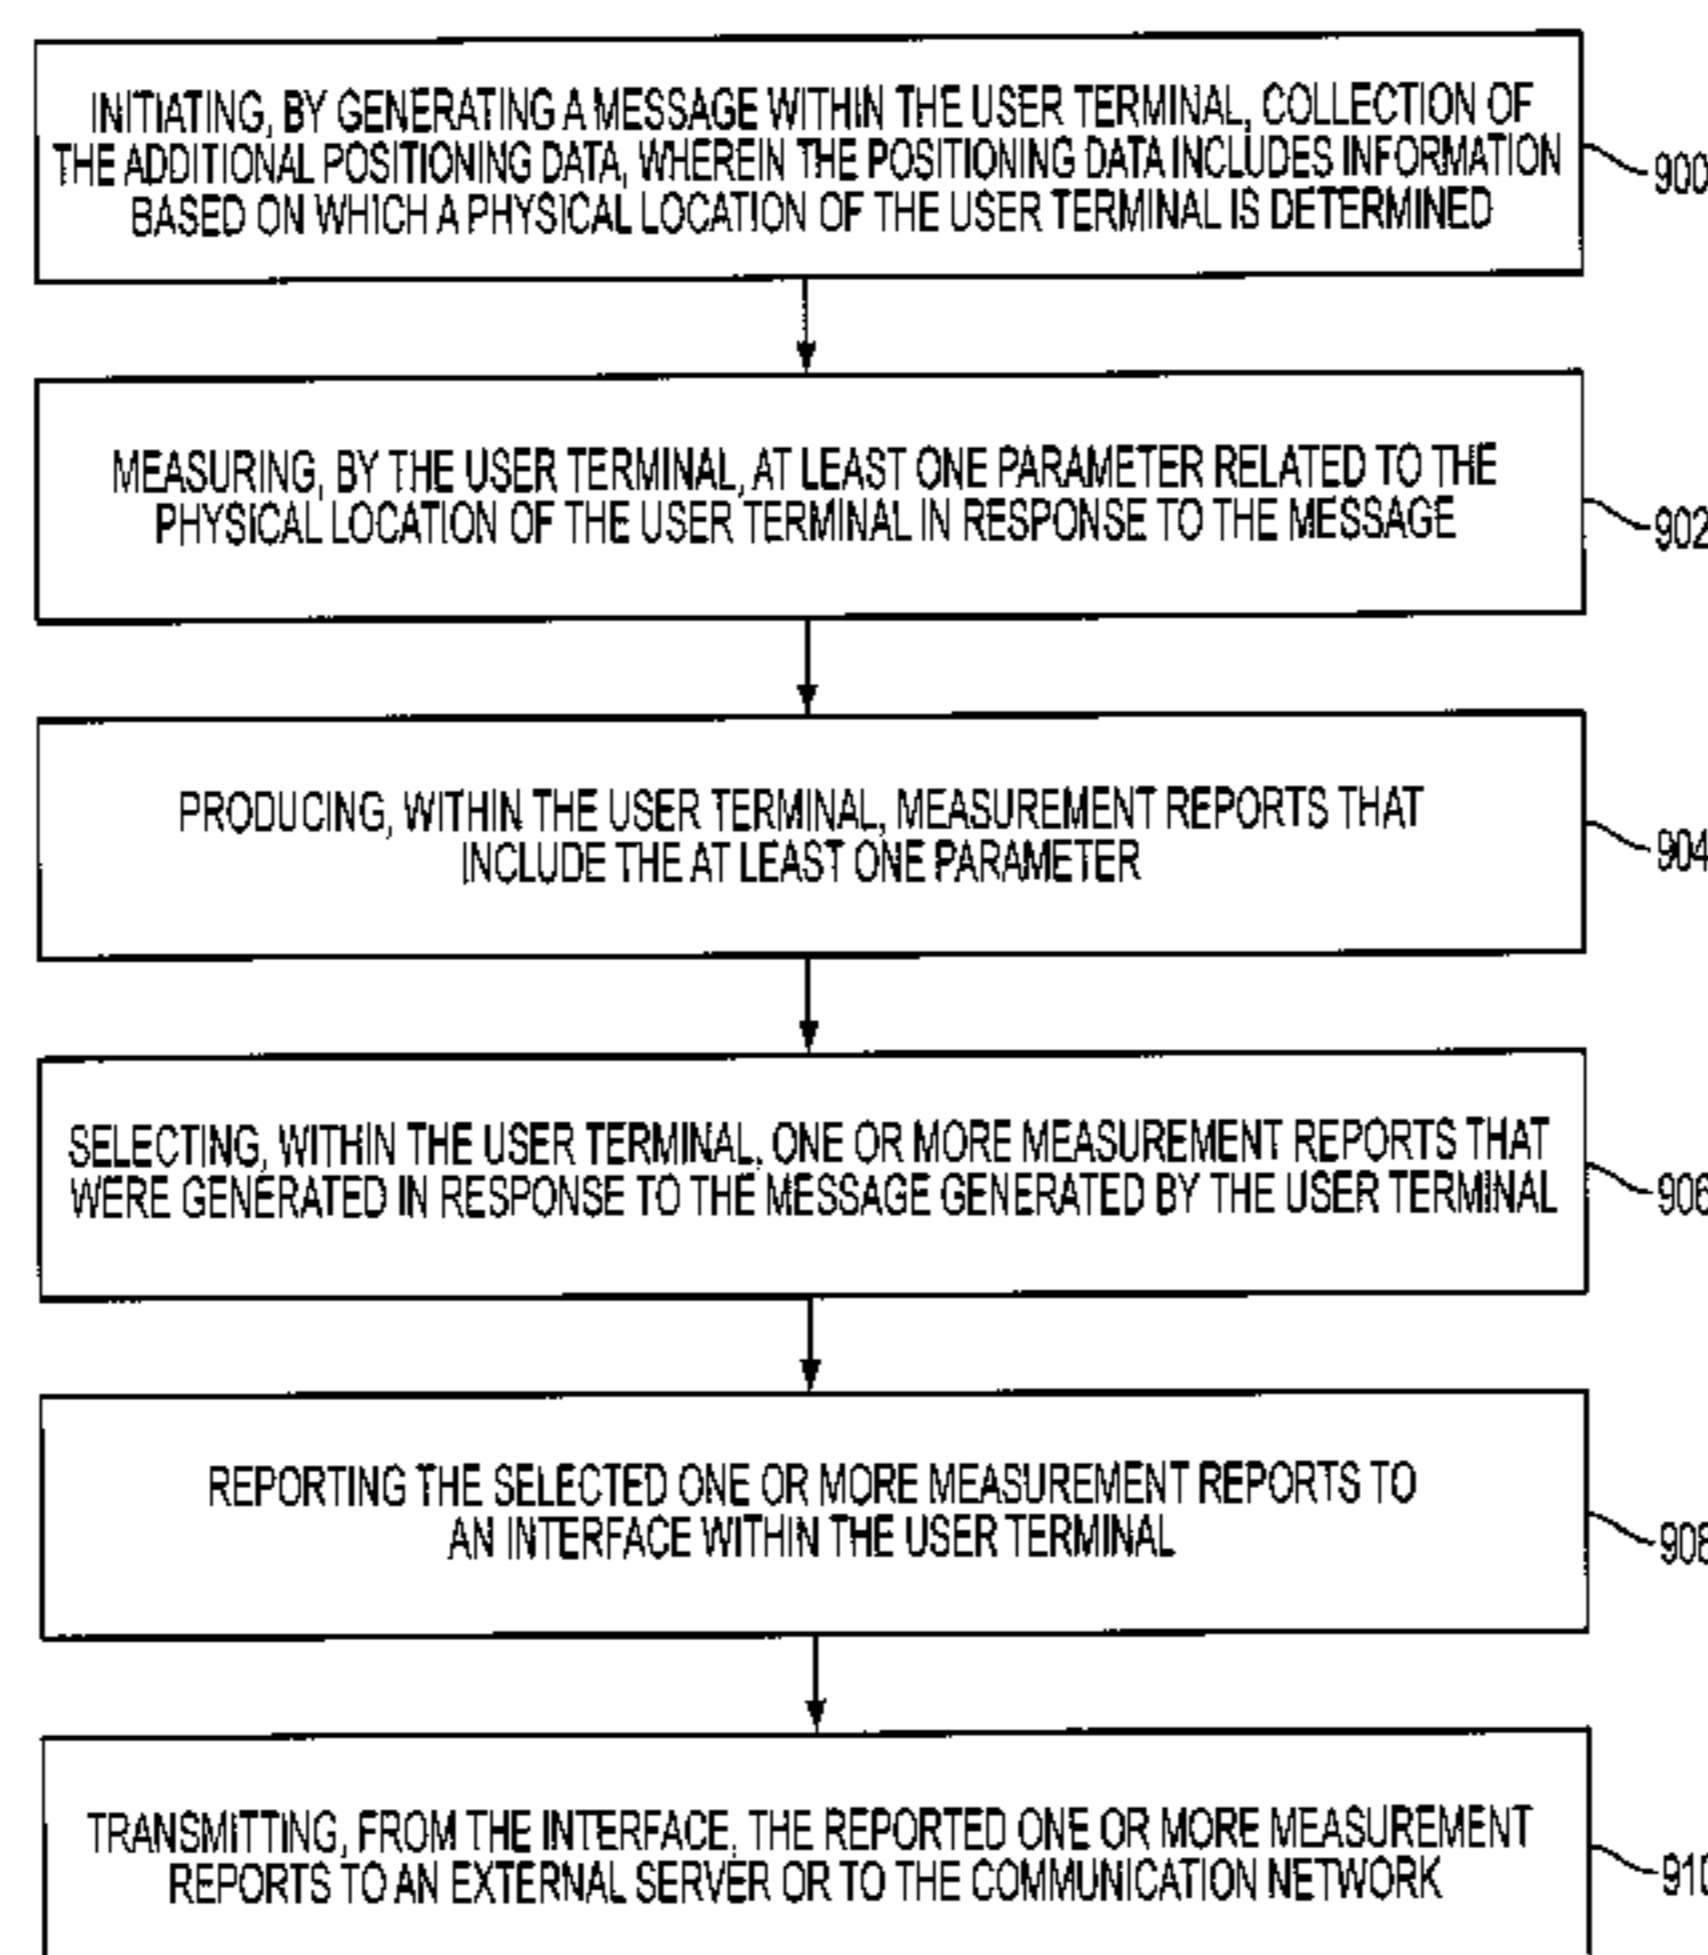 INITIATING, BY GENERATING A MESSAGE WITHIN THE USER TERMINAL, COLLECTION OF
THE ADDITIONAL POSITIONING DATA, WHEREIN THE POSITIONING DATA INCLUDES INFORMATION
BASED ON WHICH A PHYSICAL LOCATION OF THE USER TERMINAL IS DETERMINED
900
MEASURING, BY THE USER TERMINAL, AT LEAST ONE PARAMETER RELATED TO THE
PHYSICAL LOCATION OF THE USER TERMINAL IN RESPONSE TO THE MESSAGE
902
PRODUCING, WITHIN THE USER TERMINAL, MEASUREMENT REPORTS THAT
INCLUDE THE AT LEAST ONE PARAMETER
904
SELECTING, WITHIN THE USER TERMINAL, ONE OR MORE MEASUREMENT REPORTS THAT
WERE GENERATED IN RESPONSE TO THE MESSAGE GENERATED BY THE USER TERMINAL
906
REPORTING THE SELECTED ONE OR MORE MEASUREMENT REPORTS TO
AN INTERFACE WITHIN THE USER TERMINAL
908
TRANSMITTING, FROM THE INTERFACE, THE REPORTED ONE OR MORE MEASUREMENT
REPORTS TO AN EXTERNAL SERVER OR TO THE COMMUNICATION NETWORK
910